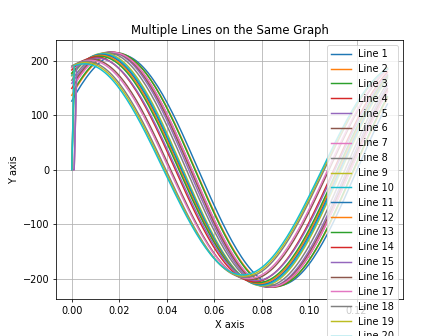 Multiple Lines on the Same Graph
200
100
0
−100
−200
Y axis
0.00
0.02
0.04
0.06
0.08
0.10
X axis
Line 1
Line 2
Line 3
Line 4
Line 5
Line 6
Line 7
Line 8
Line 9
Line 10
Line 11
Line 12
Line 13
Line 14
Line 15
Line 16
Line 17
Line 18
Line 19
Line 20